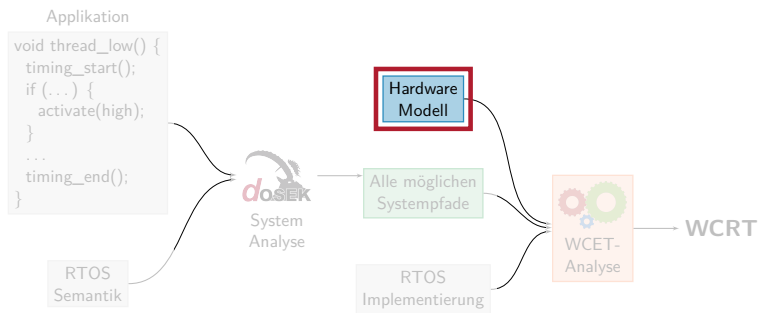 Applikation
void thread_low() {
timing_start();
if (...) {
activate(high);
}
...
timing_end();
}
RTOS
Semantik
dOSEK
System
Analyse
Hardware
Modell
Alle möglichen
Systempfade
RTOS
Implementierung
WCET-
Analyse
WCRT